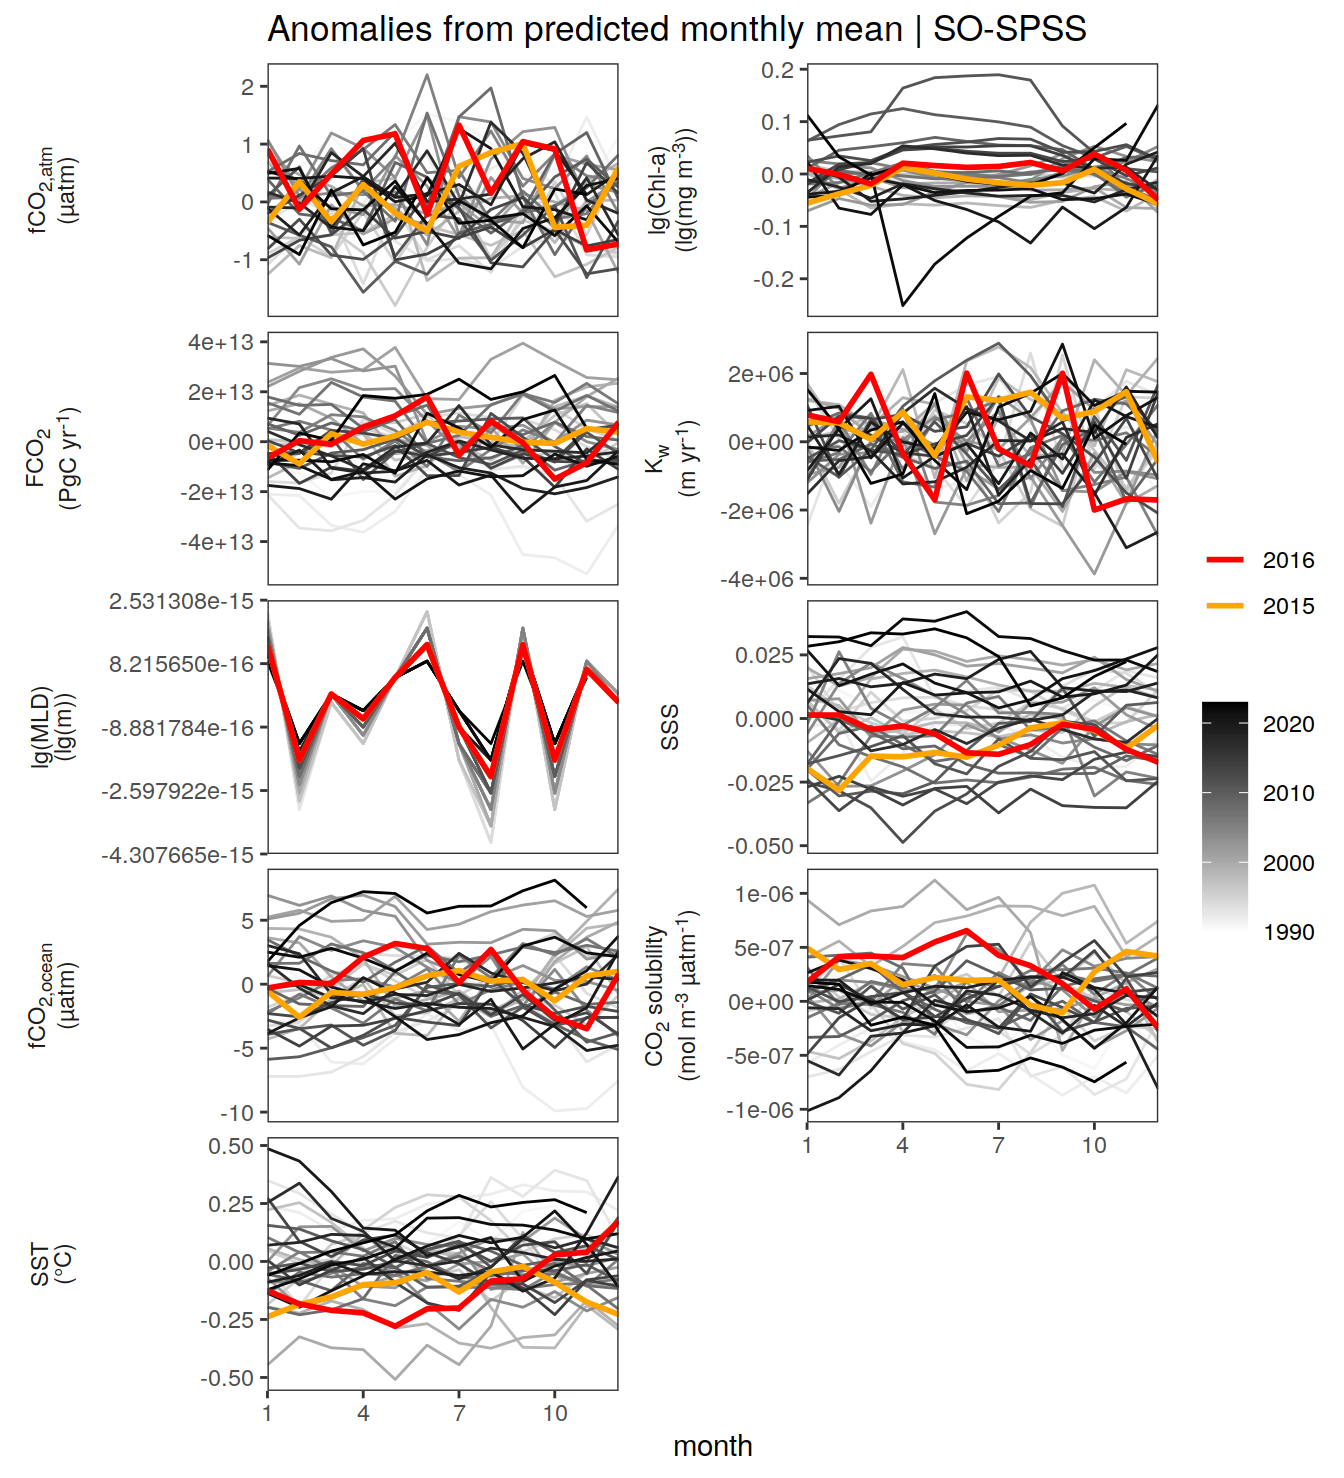 Anomalies from predicted monthly mean | SO-SPSS
fCO2,atm
(µatm)
2
1
0
-1
lg(Chl-a)
(lg(mg m-3))
0.2
0.1
0.0
-0.1
-0.2
FCO2
(PgC yr-1)
4e+13
2e+13
0e+00
-2e+13
-4e+13
Kw
(m yr-1)
2e+06
0e+00
-2e+06
-4e+06
lg(MLD)
(lg(m))
2.531308e-15
8.215650e-16
-8.881784e-16
-2.597922e-15
-4.307665e-15
SSS
0.025
0.000
-0.025
-0.050
fCO2,ocean
(µatm)
5
0
-5
-10
CO2 solubility
(mol m-3 µatm-1)
1e-06
5e-07
0e+00
-5e-07
-1e-06
1 4 7 10
SST
(°C)
0.50
0.25
0.00
-0.25
-0.50
1 4 7 10
month
2016
2015
2020
2010
2000
1990